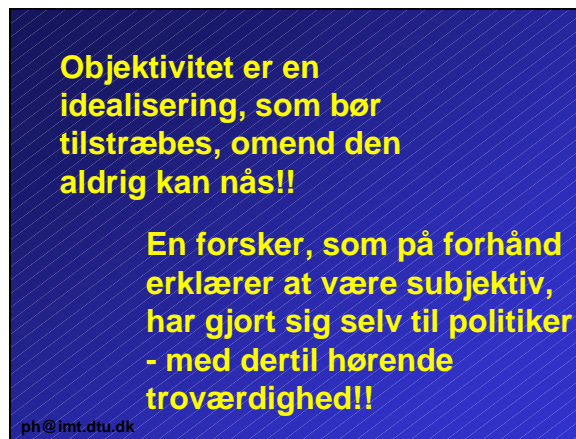 Objektivitet er en
idealisering, som bør
tilstræbes, omend den
aldrig kan nås!!
En forsker, som på forhånd
erklærer at være subjektiv,
har gjort sig selv til politiker
- med dertil hørende
troværdighed!!
ph@imt.dtu.dk